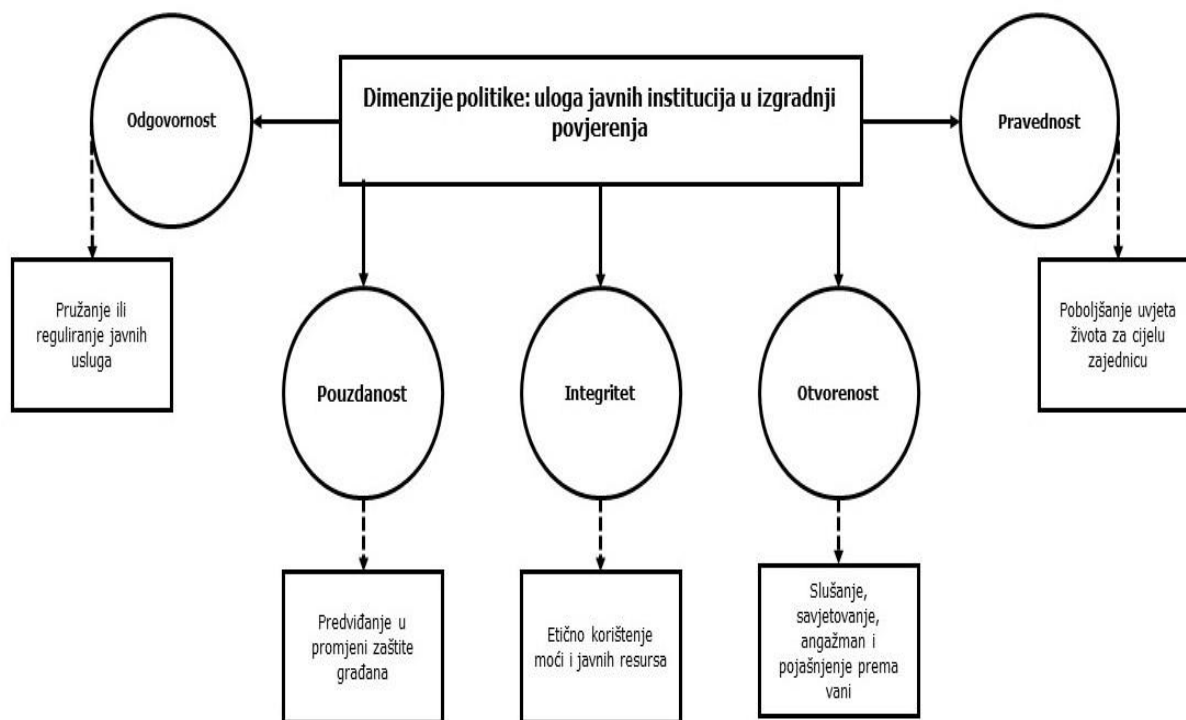 Dimenzije politike: uloga javnih institucija u izgradnji
povjerenja
Odgovornost
Pravednost
Pružanje ili
reguliranje javnih
usluga
Poboljšanje uvjeta
života za cijelu
zajednicu
Pouzdanost
Integritet
Otvorenost
Predviđanje u
promjeni zaštite
građana
Etično korištenje
moći i javnih resursa
Slušanje,
savjetovanje,
angažman i
pojašnjenje prema
vani